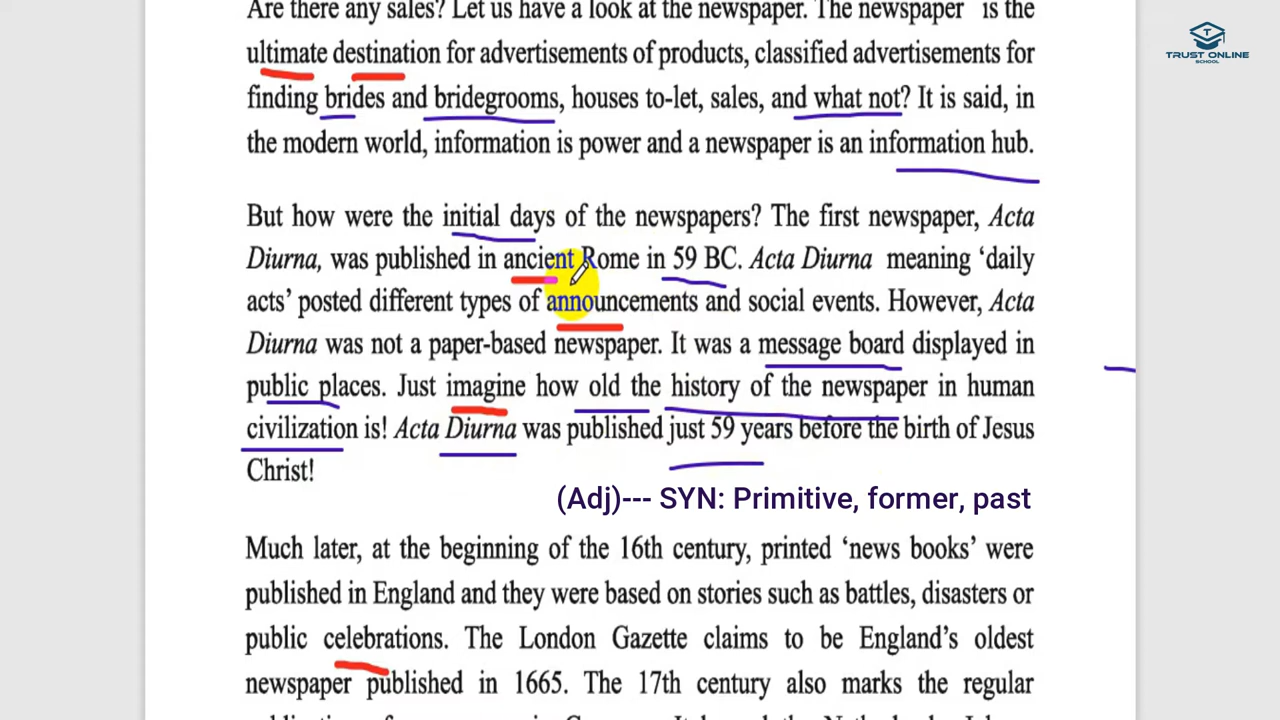 Are there any sales? Let us have a look at the newspaper. The newspaper is the
TRUST ONLINE
SCHOOL
ultimate destination for advertisements of products, classified advertisements for
finding brides and bridegrooms, houses to-let, sales, and what not? It is said, in
the modern world, information is power and a newspaper is an information hub.
But how were the initial days of the newspapers? The first newspaper, Acta
Diurna, was published in ancient Rome in 59 BC. Acta Diurna meaning ‘daily
acts’ posted different types of announcements and social events. However, Acta
Diurna was not a paper-based newspaper. It was a message board displayed in
public places. Just imagine how old the history of the newspaper in human
civilization is! Acta Diurna was published just 59 years before the birth of Jesus
Christ!
(Adj)--- SYN: Primitive, former, past
Much later, at the beginning of the 16th century, printed ‘news books’ were
published in England and they were based on stories such as battles, disasters or
public celebrations. The London Gazette claims to be England’s oldest
newspaper published in 1665. The 17th century also marks the regular